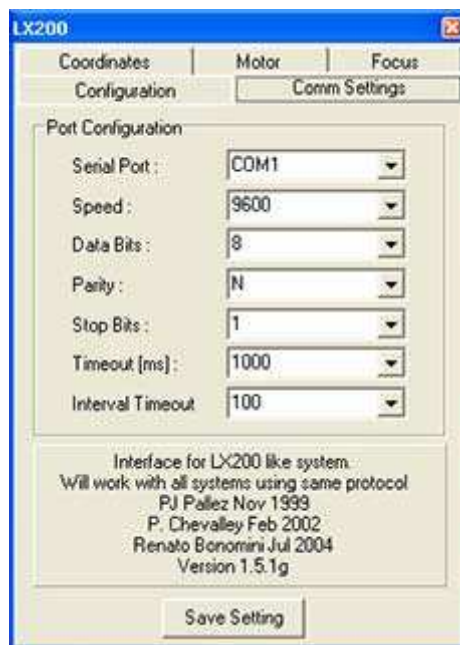 LX200
Coordinates Motor Focus
Configuration Comm Settings
Port Configuration
Serial Port : COM1
Speed : 9600
Data Bits : 8
Parity : N
Stop Bits : 1
Timeout [ms] : 1000
Interval Timeout 100
Interface for LX200 like system.
Will work with all systems using same protocol
PJ Pallez Nov 1999
P. Chevalley Feb 2002
Renato Bonomini Jul 2004
Version 1.5.1g
Save Setting